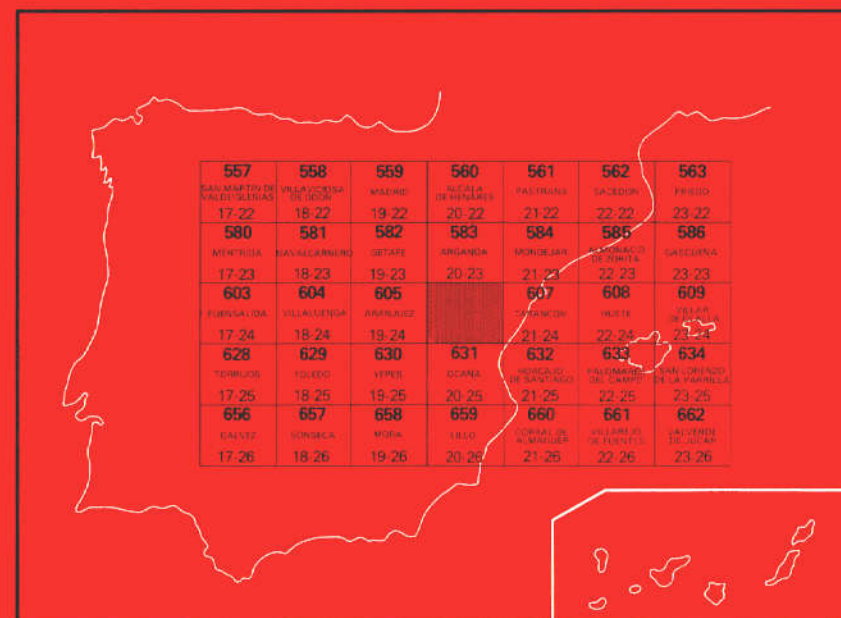 557 558 559 560 561 562 563
SAN MARTIN DE VILLAVICIOSA MADRID ALCALA PASTRANA SACEDON PRIEGO
VALDEIGLESIAS DE ODON DE HENARES
17-22 18-22 19-22 20-22 21-22 22-22 23-22
580 581 582 583 584 585 586
MENTRIDA NAVALCARNERO GETAFE ARGANDA MONDEJAR ALMONACID GASCUEÑA
DE ZORITA
17-23 18-23 19-23 20-23 21-23 22-23 23-23
603 604 605 607 608 609
FUENSALIDA VILLALUENGA ARANJUEZ TARANCON HUETE VILLAR
17-24 18-24 19-24 21-24 22-24 23-24
628 629 630 631 632 633 634
TORRIJOS TOLEDO YEPES OCAÑA HORCAJO PALOMARES SAN LORENZO
DE SANTIAGO DEL CAMPO DE LA PARRILLA
17-25 18-25 19-25 20-25 21-25 22-25 23-25
656 657 658 659 660 661 662
GALVEZ SONSECA MORA LILLO CORRAL DE VILLAREJO VALVERDE
ALMAGUER DE FUENTES DE JUCAR
17-26 18-26 19-26 20-26 21-26 22-26 23-26